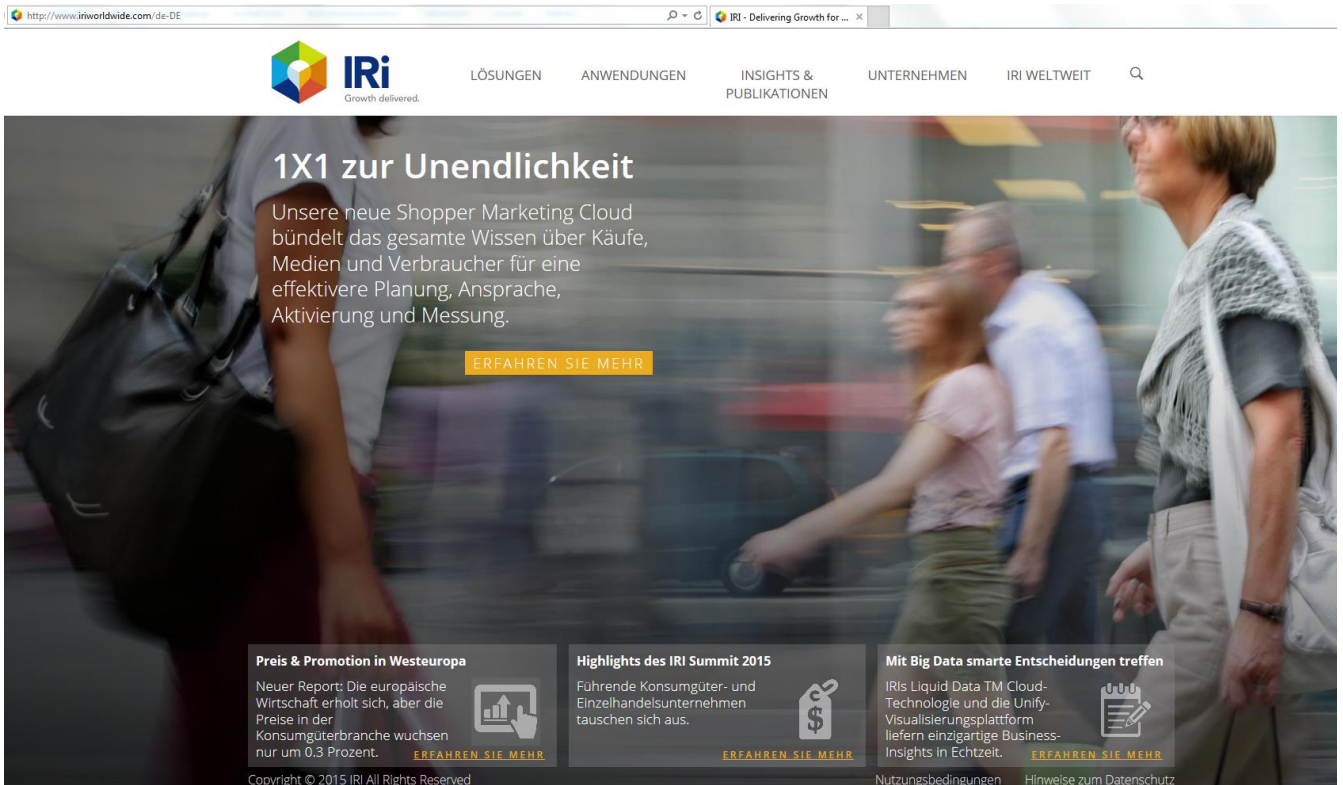 http://www.iriworldwide.com/de-DE
IRI - Delivering Growth for ...
IRi
Growth delivered.
LÖSUNGEN
ANWENDUNGEN
INSIGHTS &
PUBLIKATIONEN
UNTERNEHMEN
IRI WELTWEIT
1X1 zur Unendlichkeit
Unsere neue Shopper Marketing Cloud
bündelt das gesamte Wissen über Käufe,
Medien und Verbraucher für eine
effektivere Planung, Ansprache,
Aktivierung und Messung.
ERFAHREN SIE MEHR
Preis & Promotion in Westeuropa
Neuer Report: Die europäische
Wirtschaft erholt sich, aber die
Preise in der
Konsumgüterbranche wuchsen
nur um 0.3 Prozent.
ERFAHREN SIE MEHR
Highlights des IRI Summit 2015
Führende Konsumgüter- und
Einzelhandelsunternehmen
tauschen sich aus.
$
ERFAHREN SIE MEHR
Mit Big Data smarte Entscheidungen treffen
IRIs Liquid Data TM Cloud-
Technologie und die Unify-
Visualisierungsplattform
liefern einzigartige Business-
Insights in Echtzeit.
ERFAHREN SIE MEHR
Copyright © 2015 IRI All Rights Reserved
Nutzungsbedingungen
Hinweise zum Datenschutz